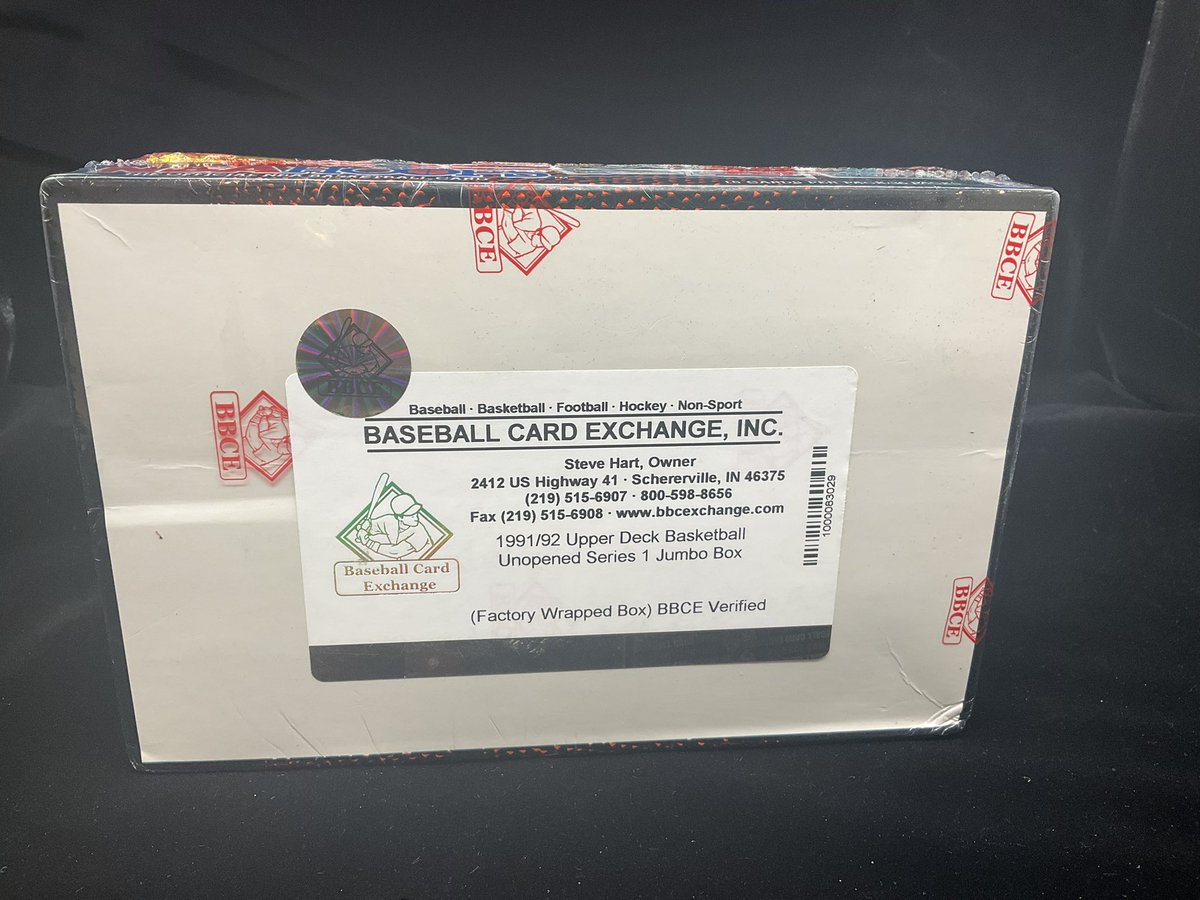 HOOPS
BBCE
BBCE
BBCE
BBCE
Baseball · Basketball · Football · Hockey · Non-Sport
BASEBALL CARD EXCHANGE, INC.
Steve Hart, Owner
2412 US Highway 41 · Schererville, IN 46375
(219) 515-6907 · 800-598-8656
Fax (219) 515-6908 · www.bbcexchange.com
1991/92 Upper Deck Basketball
Unopened Series 1 Jumbo Box
(Factory Wrapped Box) BBCE Verified
Baseball Card
Exchange
1000083029
BBCE